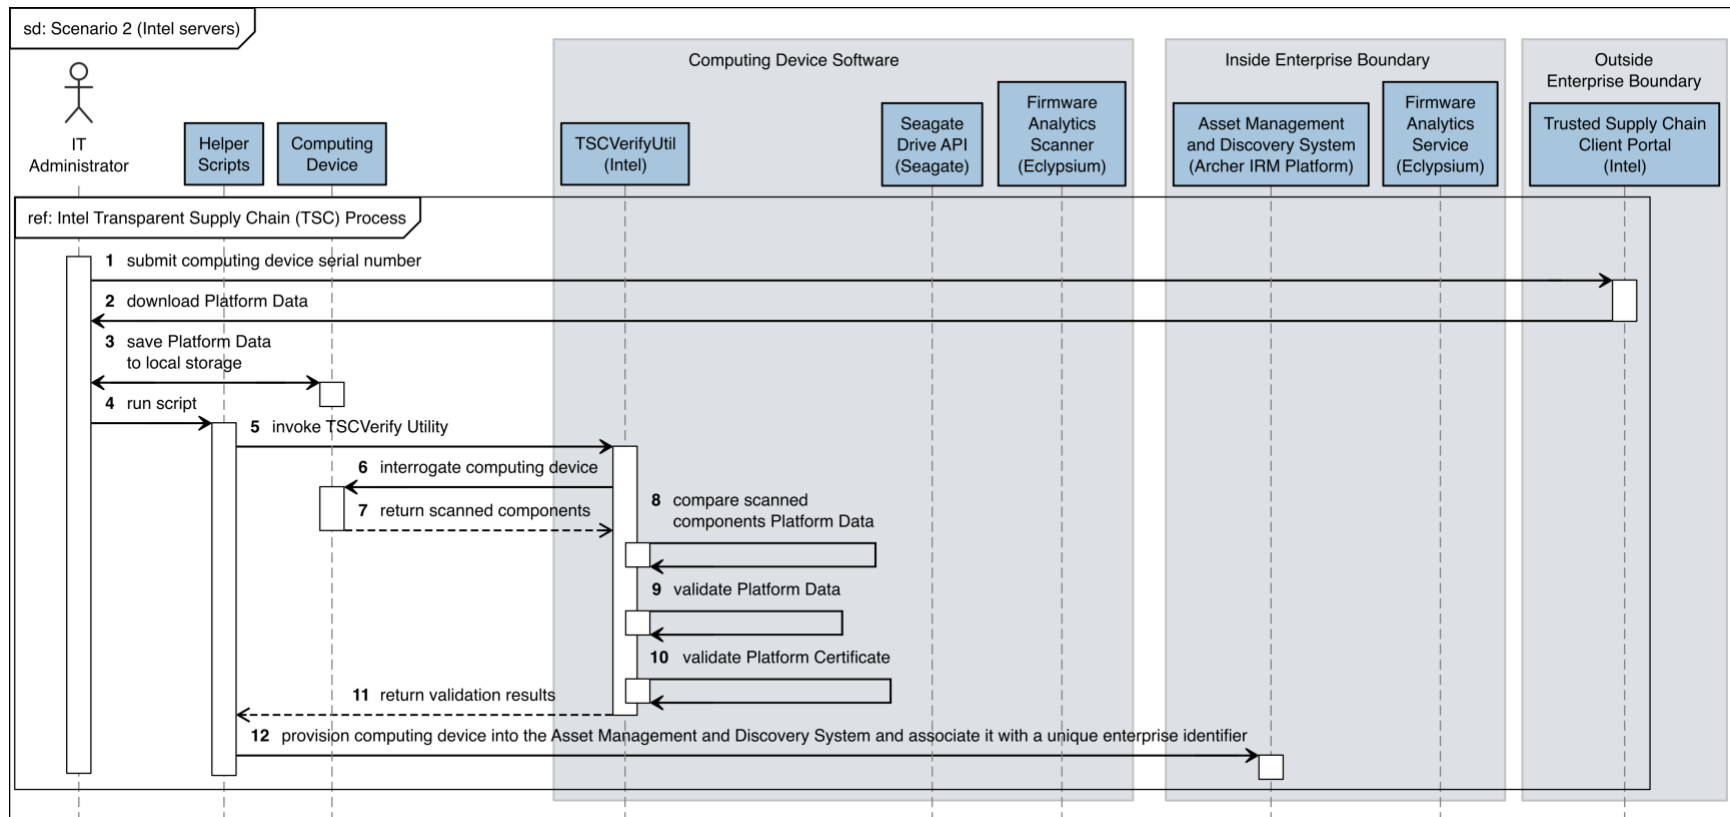 sd: Scenario 2 (Intel servers)
Computing Device Software
Inside Enterprise Boundary
Outside
Enterprise Boundary
IT
Administrator
Helper
Scripts
Computing
Device
TSCVerifyUtil
(Intel)
Seagate
Drive API
(Seagate)
Firmware
Analytics
Scanner
(Eclypsium)
Asset Management
and Discovery System
(Archer IRM Platform)
Firmware
Analytics
Service
(Eclypsium)
Trusted Supply Chain
Client Portal
(Intel)
ref: Intel Transparent Supply Chain (TSC) Process
1 submit computing device serial number
2 download Platform Data
3 save Platform Data
to local storage
4 run script
5 invoke TSCVerify Utility
6 interrogate computing device
7 return scanned components
8 compare scanned
components Platform Data
9 validate Platform Data
10 validate Platform Certificate
11 return validation results
12 provision computing device into the Asset Management and Discovery System and associate it with a unique enterprise identifier